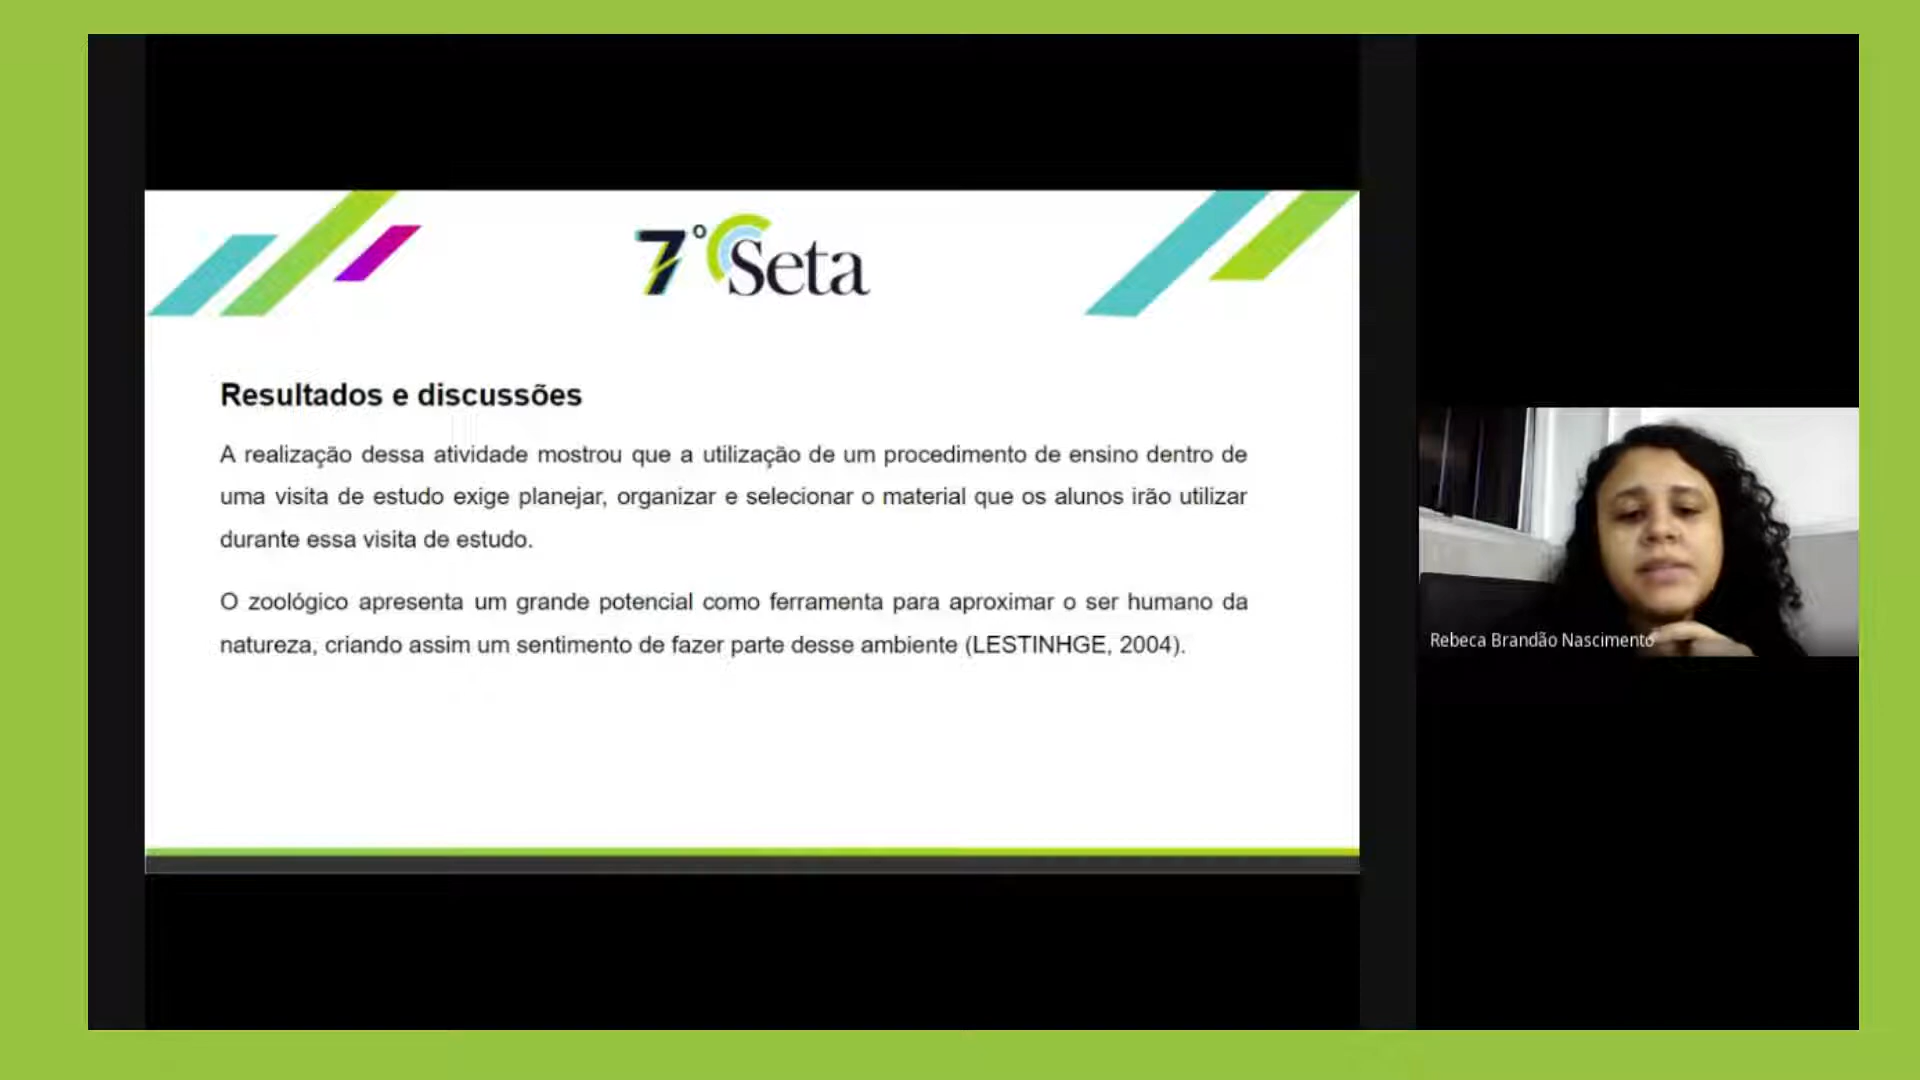 7º Seta
Resultados e discussões
A realização dessa atividade mostrou que a utilização de um procedimento de ensino dentro de
uma visita de estudo exige planejar, organizar e selecionar o material que os alunos irão utilizar
durante essa visita de estudo.
O zoológico apresenta um grande potencial como ferramenta para aproximar o ser humano da
natureza, criando assim um sentimento de fazer parte desse ambiente (LESTINHGE, 2004).
Rebeca Brandão Nascimento